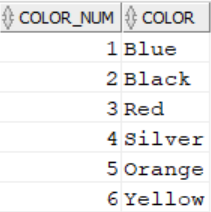 COLOR_NUM COLOR
1 Blue
2 Black
3 Red
4 Silver
5 Orange
6 Yellow